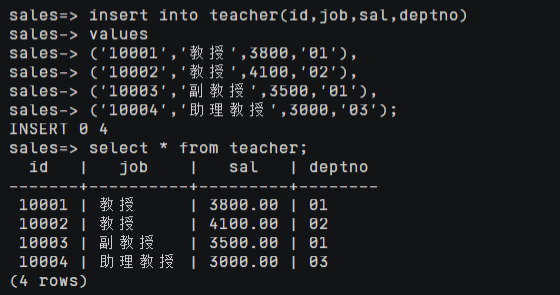 sales=> insert into teacher(id,job,sal,deptno)
sales-> values
sales-> ('10001','教授',3800,'01'),
sales-> ('10002','教授',4100,'02'),
sales-> ('10003','副教授',3500,'01'),
sales-> ('10004','助理教授',3000,'03');
INSERT 0 4
sales=> select * from teacher;
  id   |   job    |   sal   | deptno
-------+----------+---------+--------
 10001 | 教授     | 3800.00 | 01
 10002 | 教授     | 4100.00 | 02
 10003 | 副教授   | 3500.00 | 01
 10004 | 助理教授 | 3000.00 | 03
(4 rows)